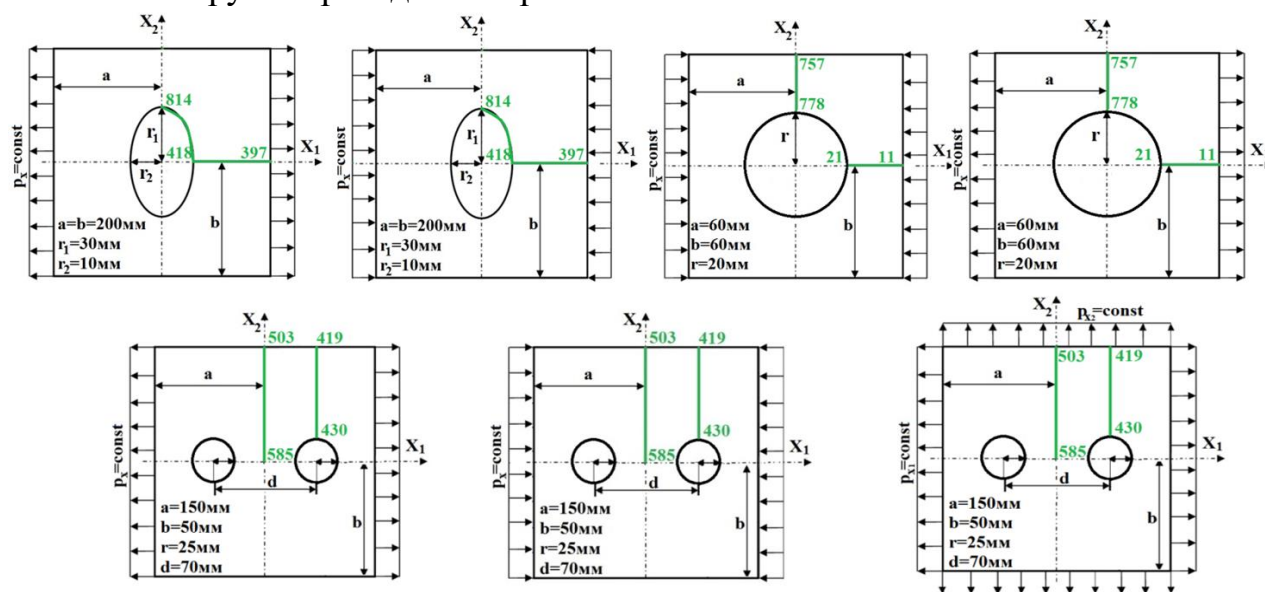 X₂
a
814
r₁
418
397
X₁
r₂
pₓ=const
b
a=b=200мм
r₁=30мм
r₂=10мм
X₂
a
814
r₁
418
397
X₁
r₂
pₓ=const
b
a=b=200мм
r₁=30мм
r₂=10мм
X₂
757
a
778
r
21
11
X₁
pₓ=const
b
a=60мм
b=60мм
r=20мм
X₂
757
a
778
r
21
11
pₓ=const
b
a=60мм
b=60мм
r=20мм
X₂
503
419
a
430
585
X₁
pₓ=const
d
b
a=150мм
b=50мм
r=25мм
d=70мм
X₂
503
419
a
430
585
X₁
pₓ=const
d
b
a=150мм
b=50мм
r=25мм
d=70мм
X₂
p_X2=const
503
419
a
430
585
X₁
p_X1=const
d
b
a=150мм
b=50мм
r=25мм
d=70мм